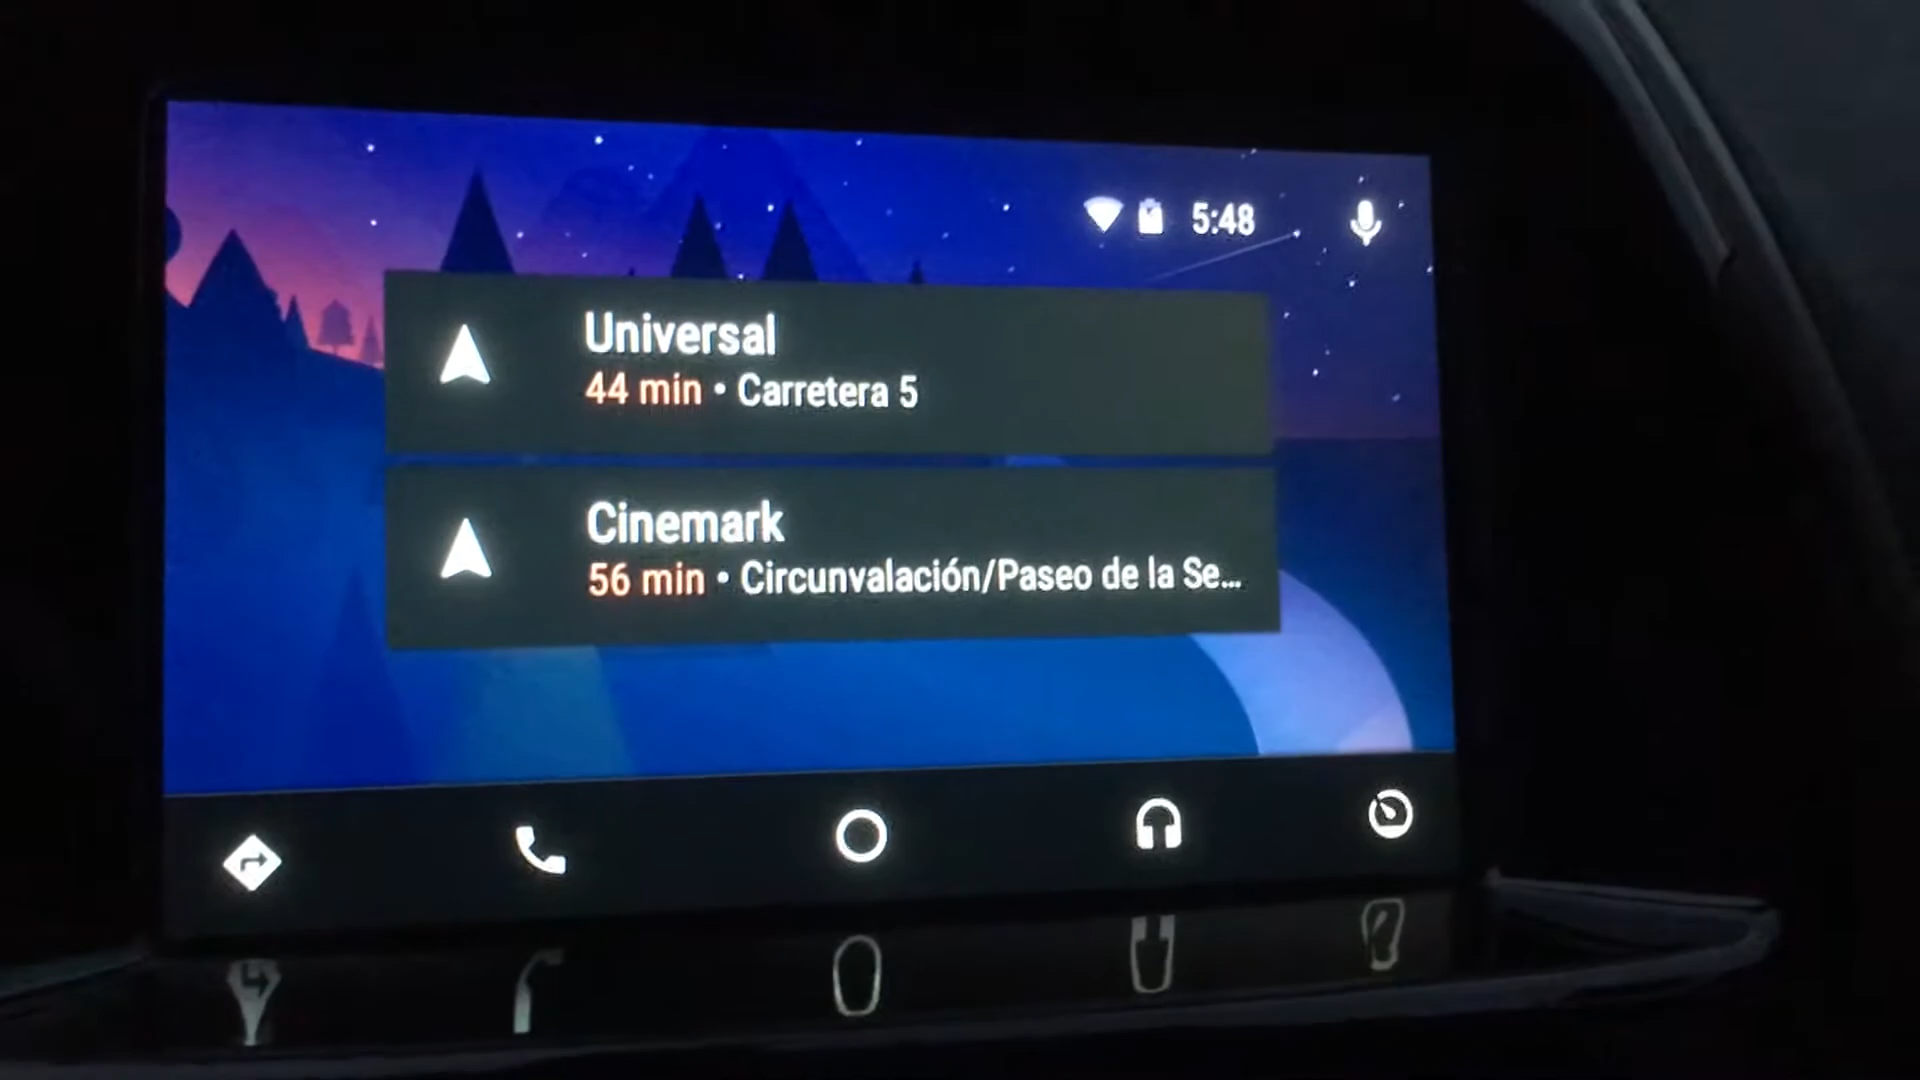 5:48
Universal
44 min • Carretera 5
Cinemark
56 min • Circunvalación/Paseo de la Se...